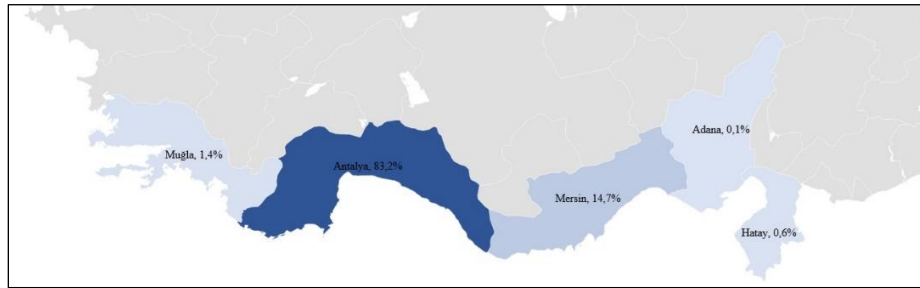 Muğla, 1,4%
Antalya, 83,2%
Mersin, 14,7%
Adana, 0,1%
Hatay, 0,6%